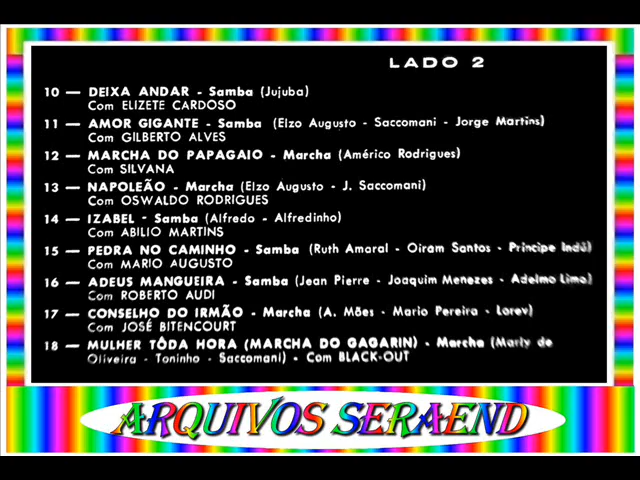 LADO 2
10 — DEIXA ANDAR - Samba (Jujuba)
Com ELIZETE CARDOSO
11 — AMOR GIGANTE - Samba (Elzo Augusto - Saccomani - Jorge Martins)
Com GILBERTO ALVES
12 — MARCHA DO PAPAGAIO - Marcha (Américo Rodrigues)
Com SILVANA
13 — NAPOLEÃO - Marcha (Elzo Augusto - J. Saccomani)
Com OSWALDO RODRIGUES
14 — IZABEL - Samba (Alfredo - Alfredinho)
Com ABILIO MARTINS
15 — PEDRA NO CAMINHO - Samba (Ruth Amaral - Oiram Santos - Principe Indú)
Com MARIO AUGUSTO
16 — ADEUS MANGUEIRA - Samba (Jean Pierre - Joaquim Menezes - Adelmo Lima)
Com ROBERTO AUDI
17 — CONSELHO DO IRMÃO - Marcha (A. Mães - Mario Pereira - Lorev)
Com JOSÉ BITENCOURT
18 — MULHER TÔDA HORA (MARCHA DO GAGARIN) - Marcha (Marly de
Oliveira - Toninho - Saccomani) - Com BLACK-OUT
ARQUIVOS SERAEND